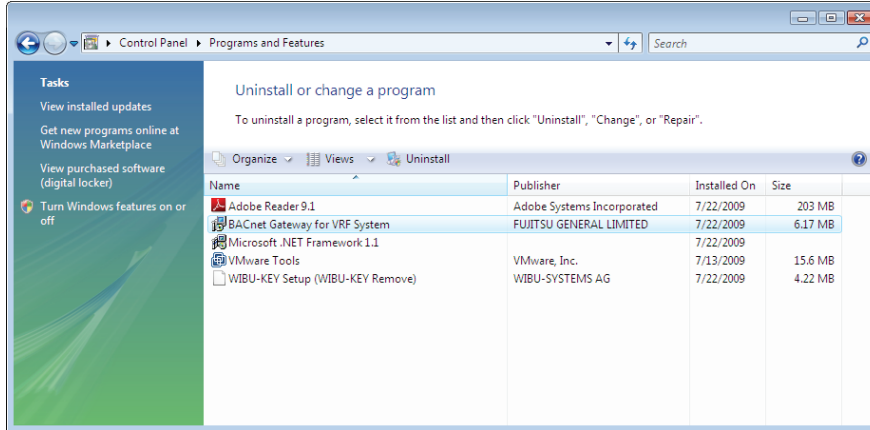 Control Panel ▸ Programs and Features
Search
Tasks
View installed updates
Get new programs online at
Windows Marketplace
View purchased software
(digital locker)
Turn Windows features on or
off
Uninstall or change a program
To uninstall a program, select it from the list and then click "Uninstall", "Change", or "Repair".
Organize Views Uninstall
Name Publisher Installed On Size
Adobe Reader 9.1 Adobe Systems Incorporated 7/22/2009 203 MB
BACnet Gateway for VRF System FUJITSU GENERAL LIMITED 7/22/2009 6.17 MB
Microsoft .NET Framework 1.1 7/22/2009
VMware Tools VMware, Inc. 7/13/2009 15.6 MB
WIBU-KEY Setup (WIBU-KEY Remove) WIBU-SYSTEMS AG 7/22/2009 4.22 MB